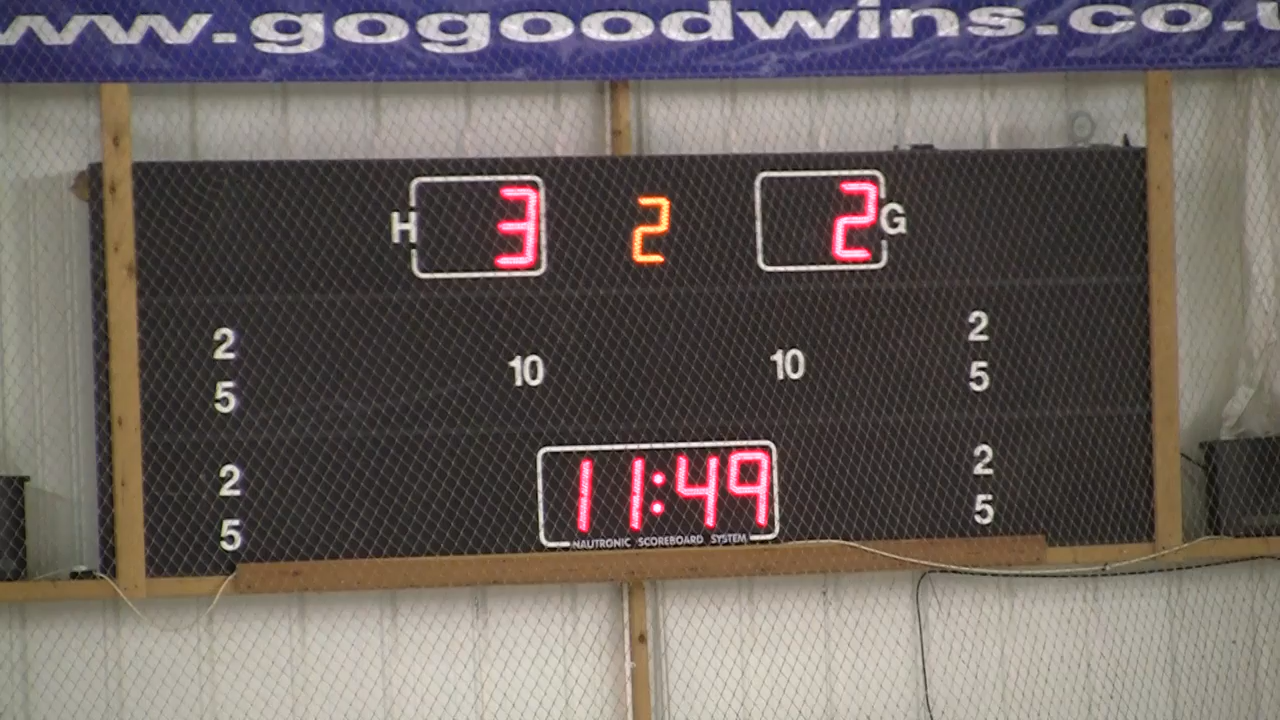 www.gogoodwins.co.u
H 3 2 2 G
2 10 10 2
5 5
11:49
2 2
5 5
NAUTRONIC SCOREBOARD SYSTEM